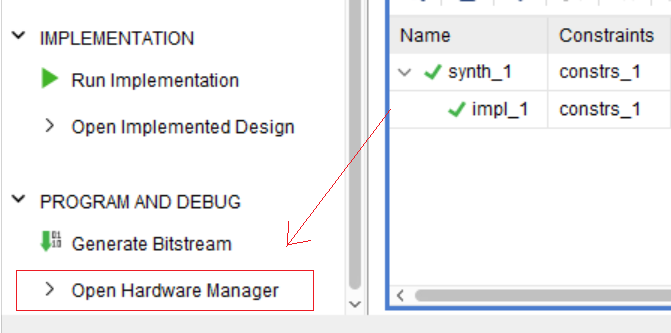 IMPLEMENTATION
Run Implementation
Open Implemented Design
PROGRAM AND DEBUG
Generate Bitstream
Open Hardware Manager
Name Constraints
synth_1 constrs_1
impl_1 constrs_1